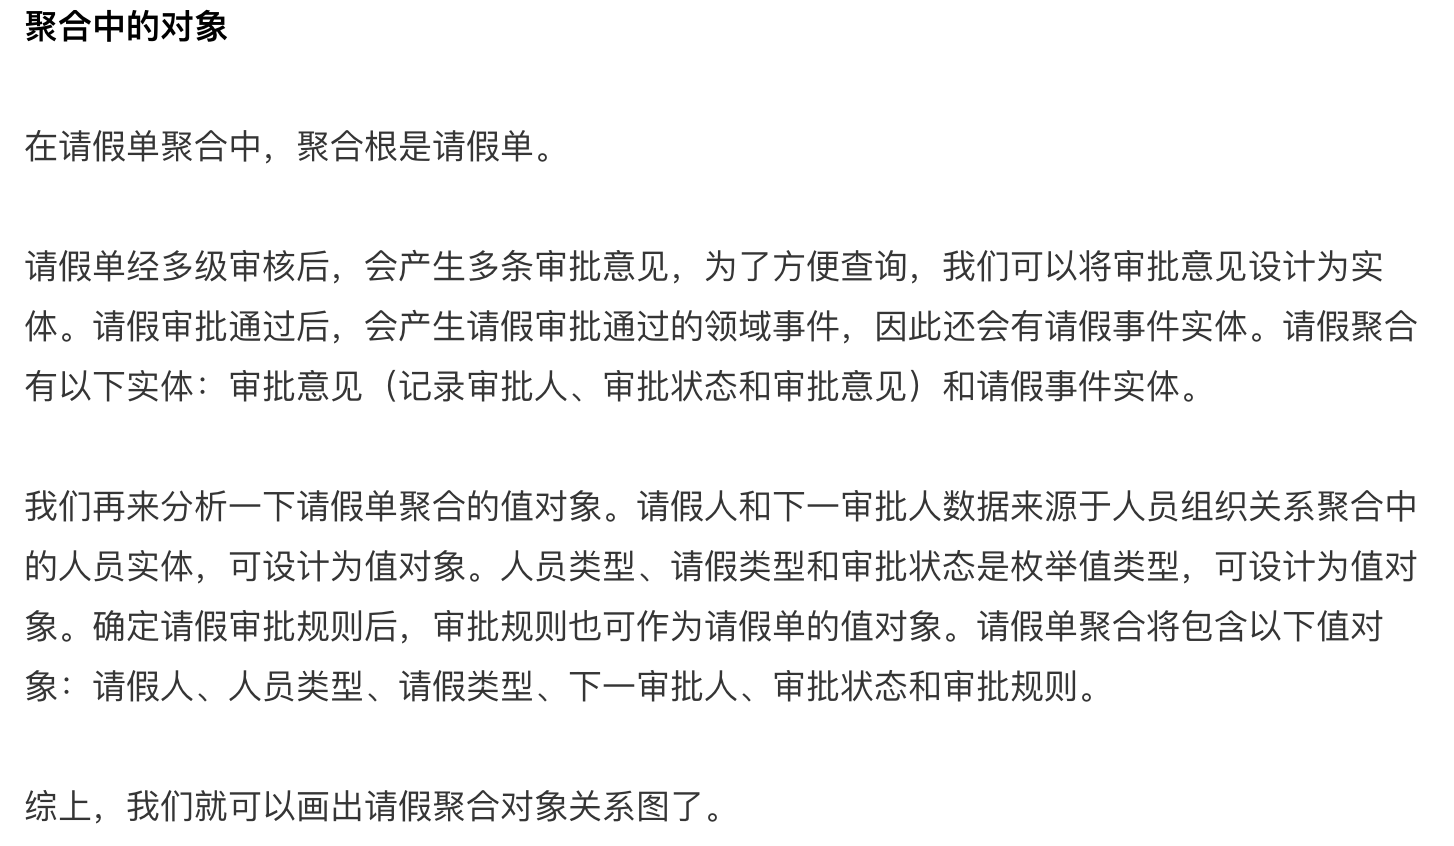 聚合中的对象
在请假单聚合中，聚合根是请假单。
请假单经多级审核后，会产生多条审批意见，为了方便查询，我们可以将审批意见设计为实
体。请假审批通过后，会产生请假审批通过的领域事件，因此还会有请假事件实体。请假聚合
有以下实体：审批意见（记录审批人、审批状态和审批意见）和请假事件实体。
我们再来分析一下请假单聚合的值对象。请假人和下一审批人数据来源于人员组织关系聚合中
的人员实体，可设计为值对象。人员类型、请假类型和审批状态是枚举值类型，可设计为值对
象。确定请假审批规则后，审批规则也可作为请假单的值对象。请假单聚合将包含以下值对
象：请假人、人员类型、请假类型、下一审批人、审批状态和审批规则。
综上，我们就可以画出请假聚合对象关系图了。